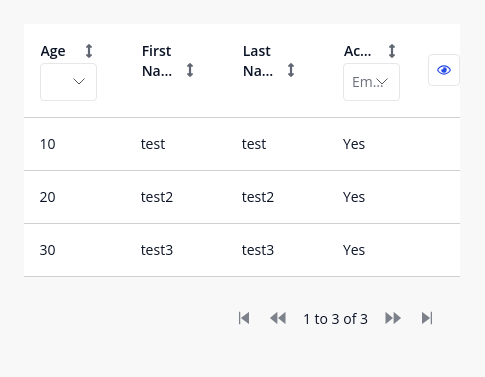 Age
First
Na...
Last
Na...
Ac...
Em...
10 test test Yes
20 test2 test2 Yes
30 test3 test3 Yes
1 to 3 of 3